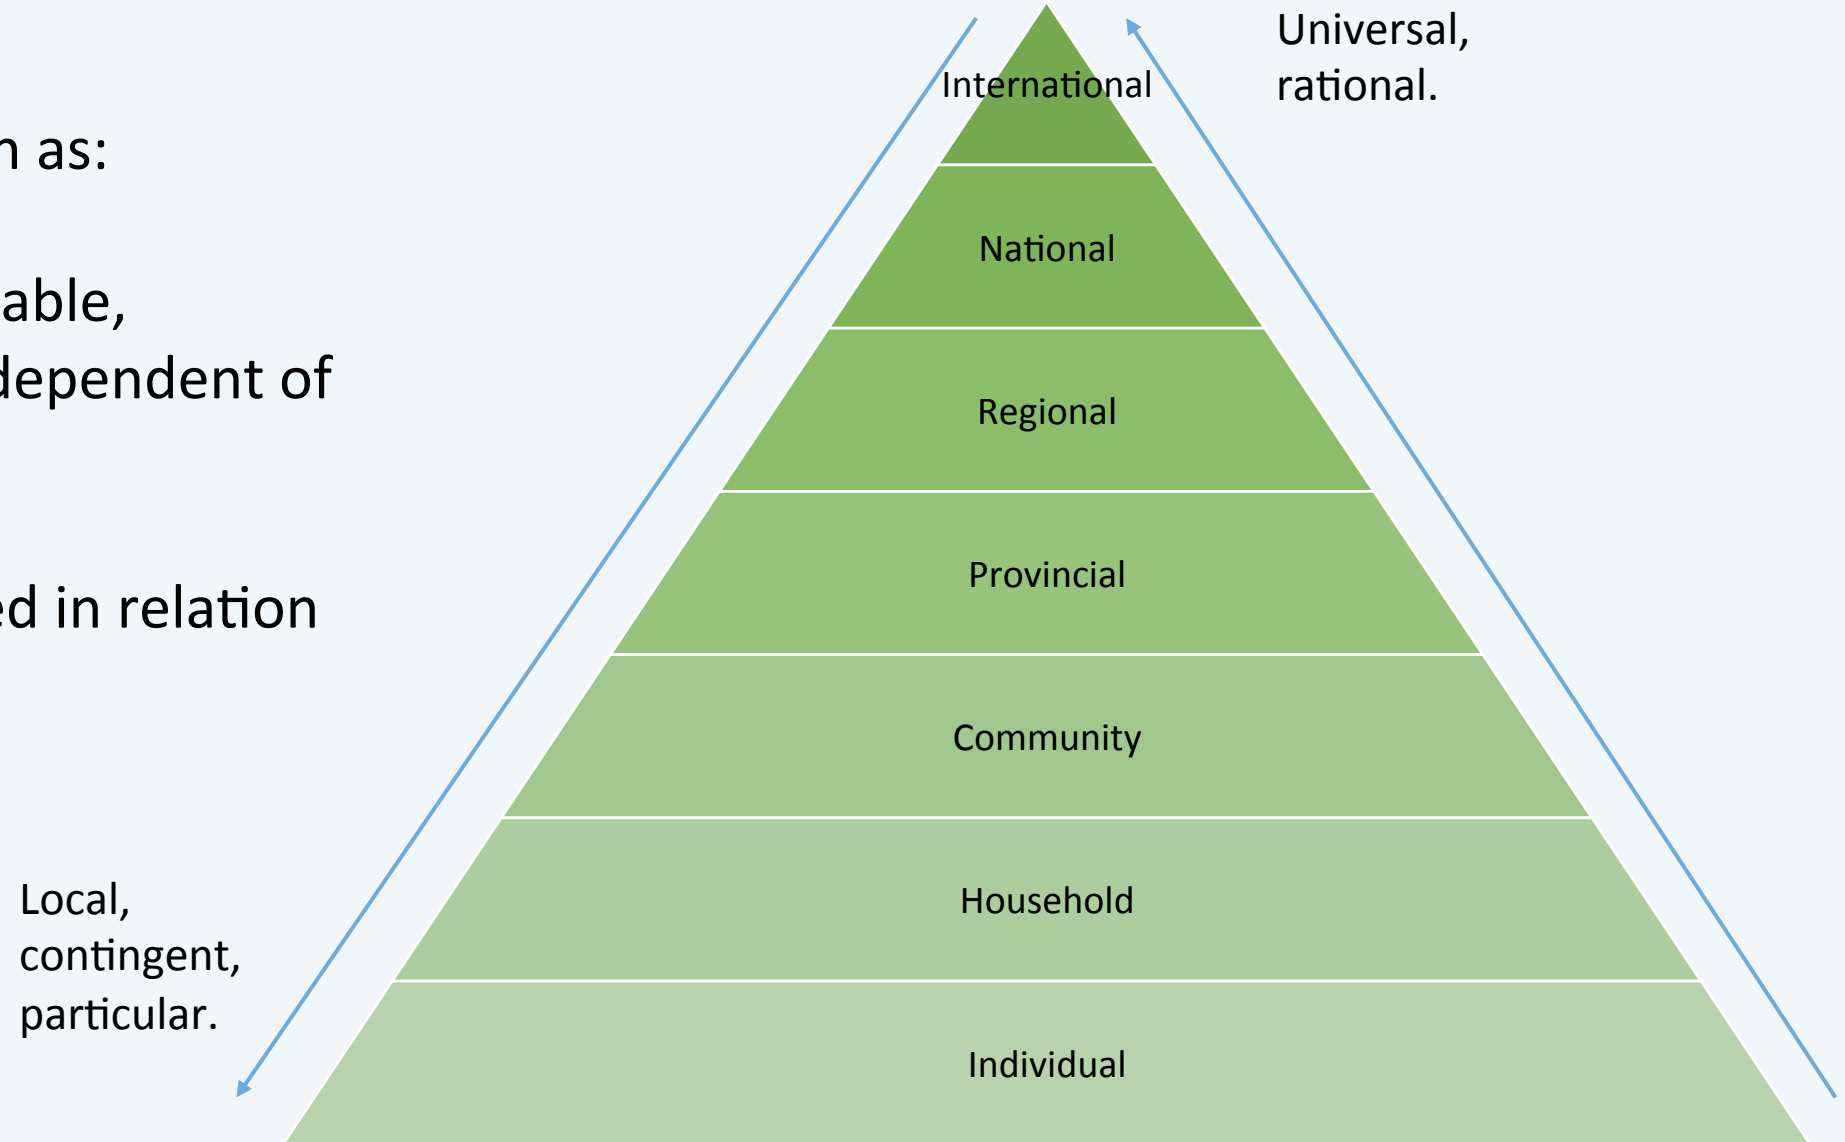 n as:
able,
dependent of
ed in relation
Local,
contingent,
particular.
International
National
Regional
Provincial
Community
Household
Individual
Universal,
rational.